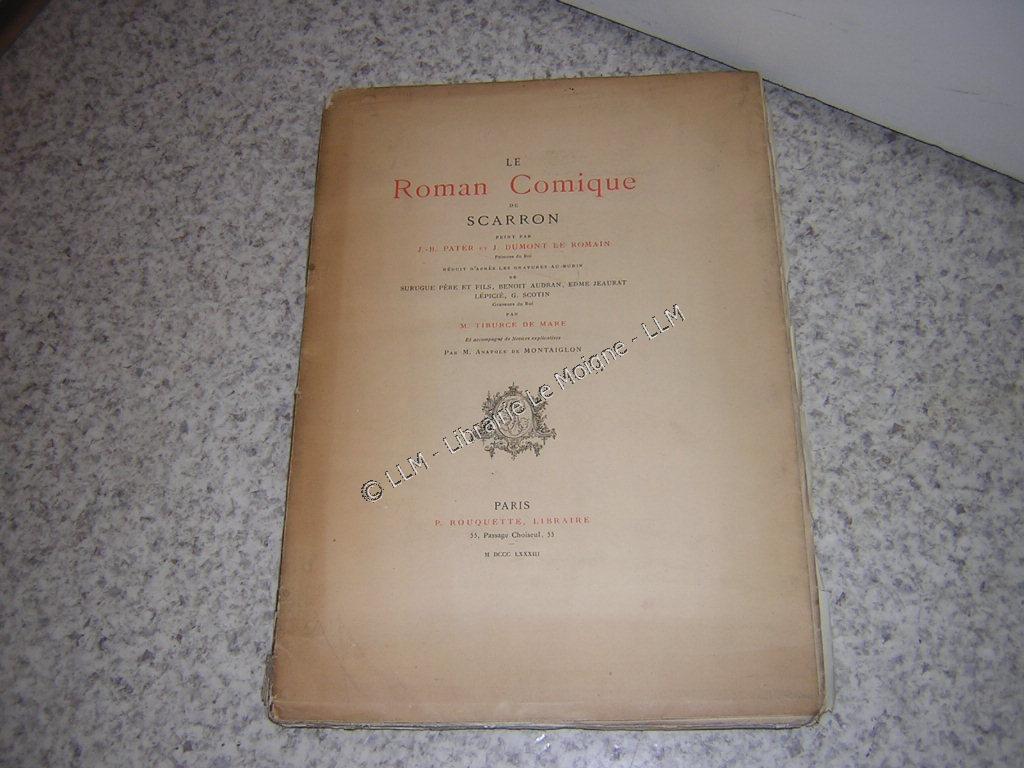 LE
Roman Comique
DE
SCARRON
PEINT PAR
J.-B. PATER ET J. DUMONT LE ROMAIN
Peintres du Roi
RÉDUIT D'APRÈS LES GRAVURES AU BURIN
DE
SURUGUE PÈRE ET FILS, BENOIT AUDRAN, EDME JEAURAT
LÉPICIÉ, G. SCOTIN
Graveurs du Roi
PAR
M. TIBURCE DE MARE
Et accompagné de Notices explicatives
PAR M. ANATOLE DE MONTAIGLON
© LLM - Librairie Le Moigne - LLM
PARIS
P. ROUQUETTE, LIBRAIRE
55, Passage Choiseul, 55
M DCCC LXXXIII